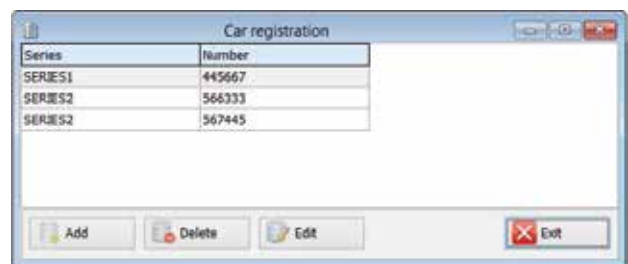 Car registration
Series Number
SERIES1 445667
SERIES2 566333
SERIES2 567445
Add Delete Edit Exit